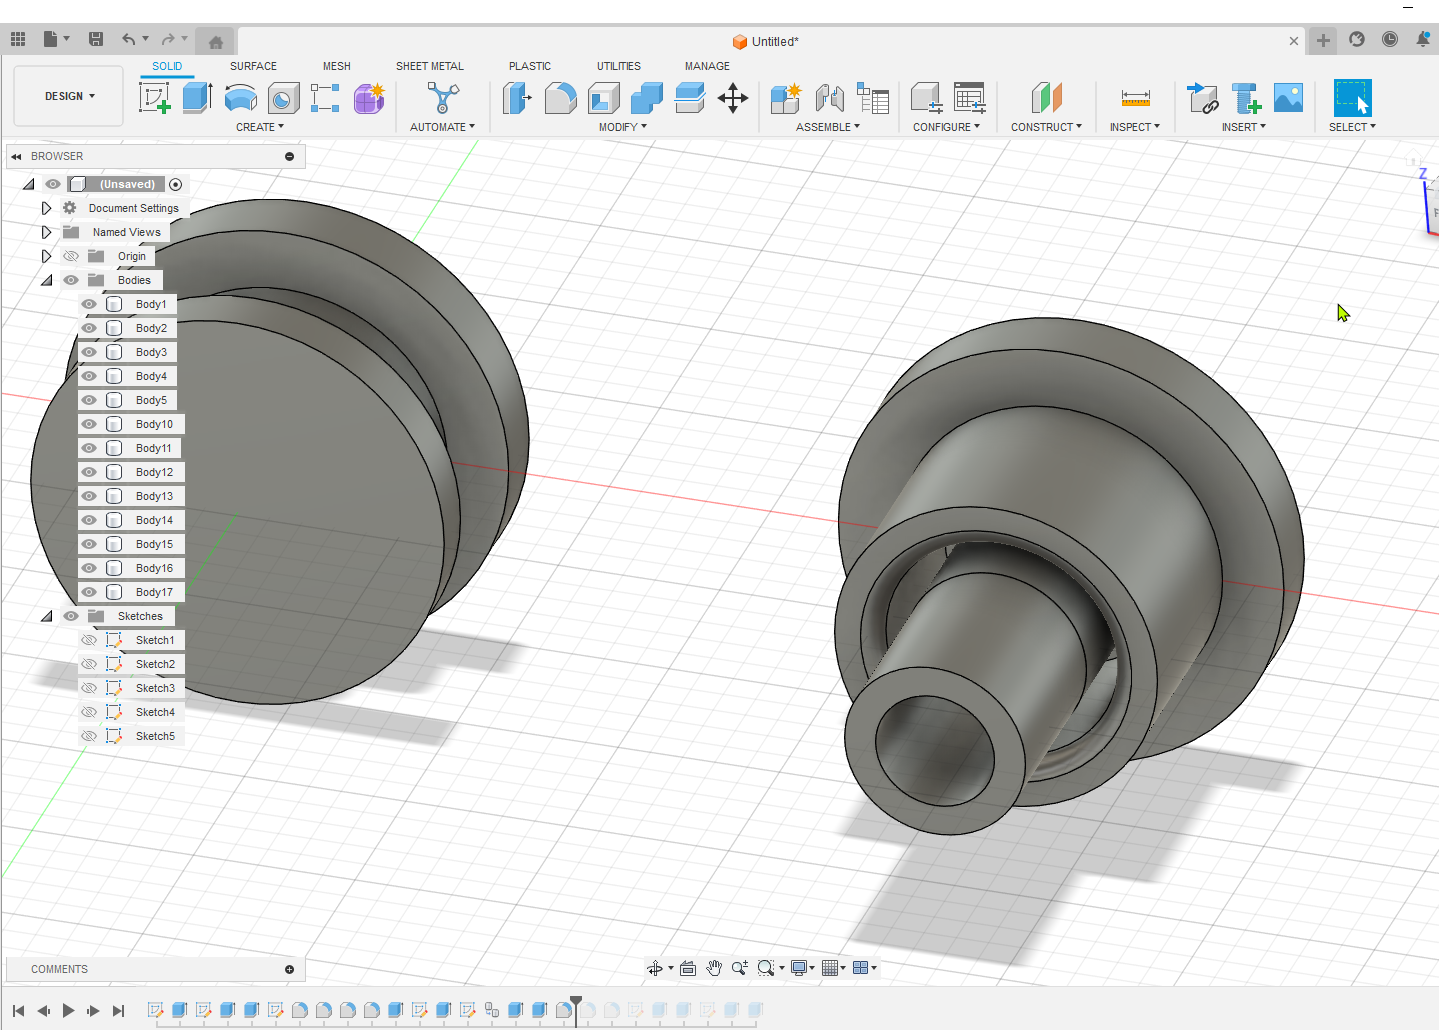 Untitled*
SOLID SURFACE MESH SHEET METAL PLASTIC UTILITIES MANAGE
DESIGN
CREATE AUTOMATE MODIFY ASSEMBLE CONFIGURE CONSTRUCT INSPECT INSERT SELECT
BROWSER
(Unsaved)
Document Settings
Named Views
Origin
Bodies
Body1
Body2
Body3
Body4
Body5
Body10
Body11
Body12
Body13
Body14
Body15
Body16
Body17
Sketches
Sketch1
Sketch2
Sketch3
Sketch4
Sketch5
Z
COMMENTS